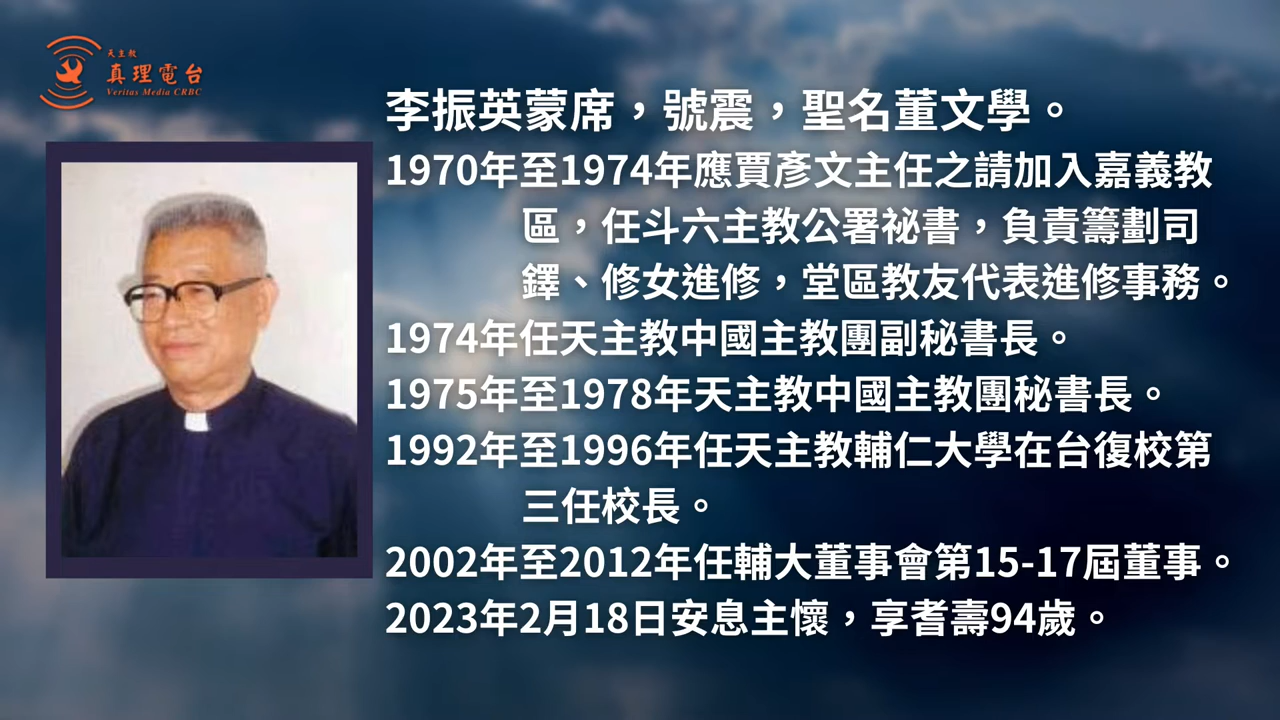 天主教
真理電台
Veritas Media CRBC
李振英蒙席，號震，聖名董文學。
1970年至1974年應賈彥文主任之請加入嘉義教
區，任斗六主教公署祕書，負責籌劃司
鐸、修女進修，堂區教友代表進修事務。
1974年任天主教中國主教團副秘書長。
1975年至1978年天主教中國主教團秘書長。
1992年至1996年任天主教輔仁大學在台復校第
三任校長。
2002年至2012年任輔大董事會第15-17屆董事。
2023年2月18日安息主懷，享耆壽94歲。